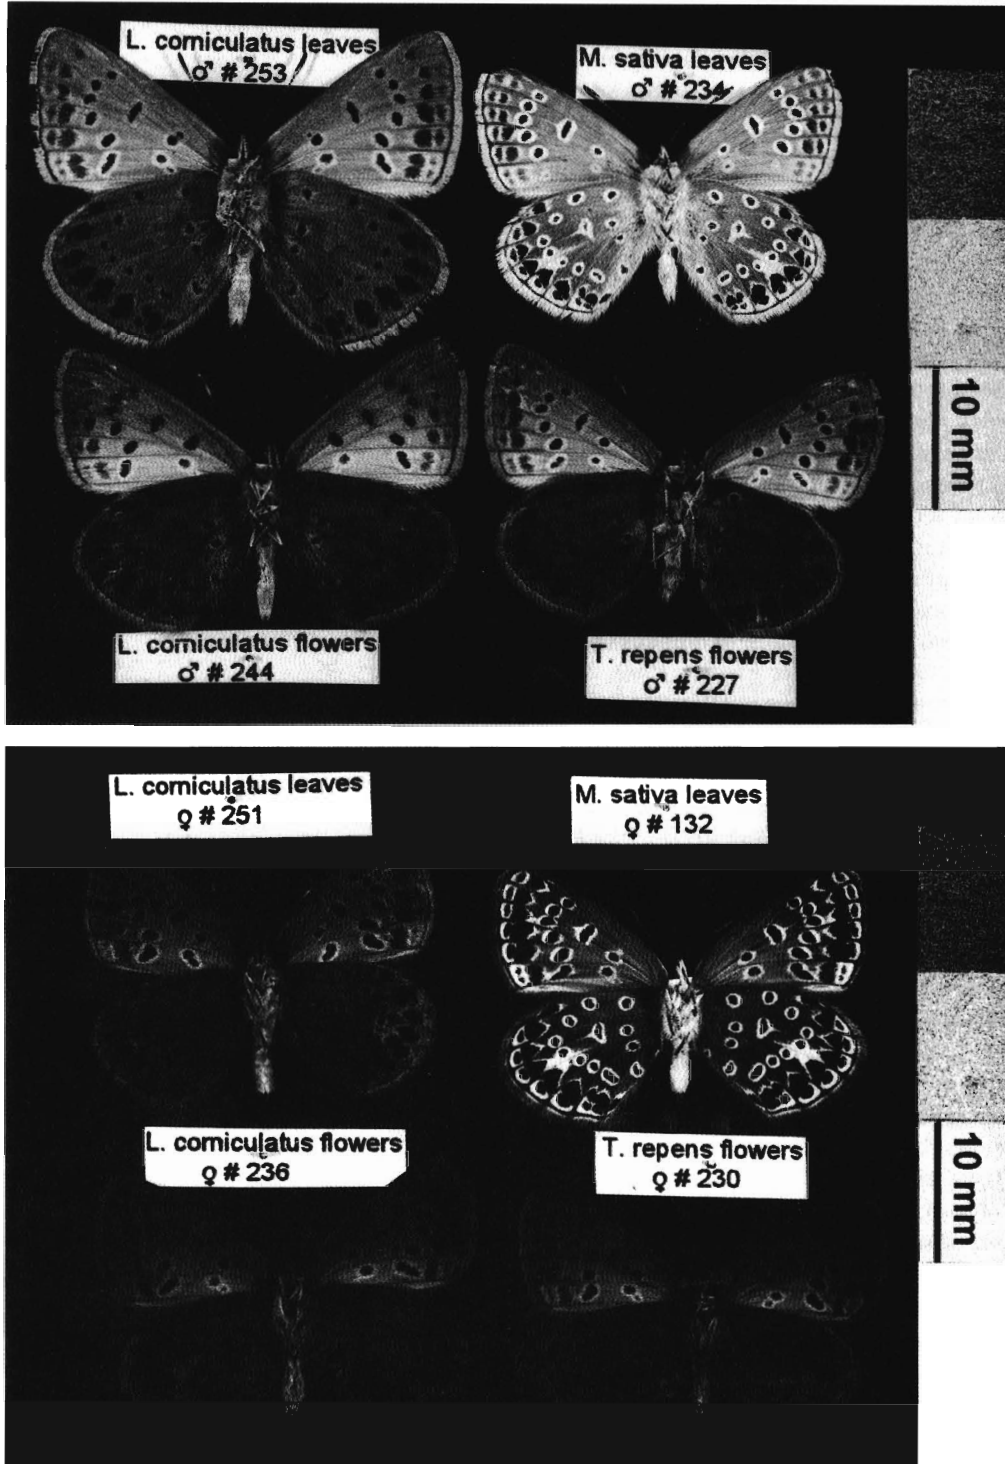 L. corniculatus leaves
♂ # 253
M. sativa leaves
♂ # 234
10 mm
L. corniculatus flowers
♂ # 244
T. repens flowers
♂ # 227
L. corniculatus leaves
♀ # 251
M. sativa leaves
♀ # 132
L. corniculatus flowers
♀ # 236
T. repens flowers
♀ # 230
10 mm